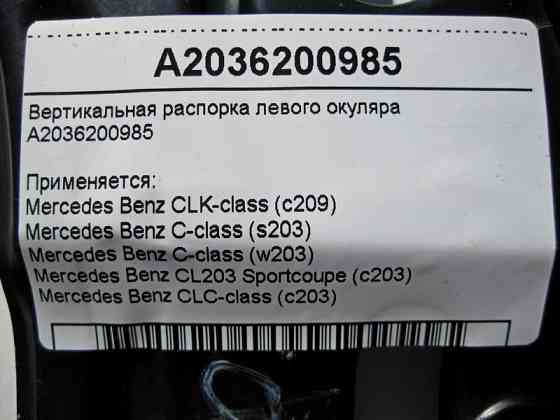 A2036200985
Вертикальная распорка левого окуляра
A2036200985
Применяется:
Mercedes Benz CLK-class (c209)
Mercedes Benz C-class (s203)
Mercedes Benz C-class (w203)
Mercedes Benz CL203 Sportcoupe (c203)
Mercedes Benz CLC-class (c203)